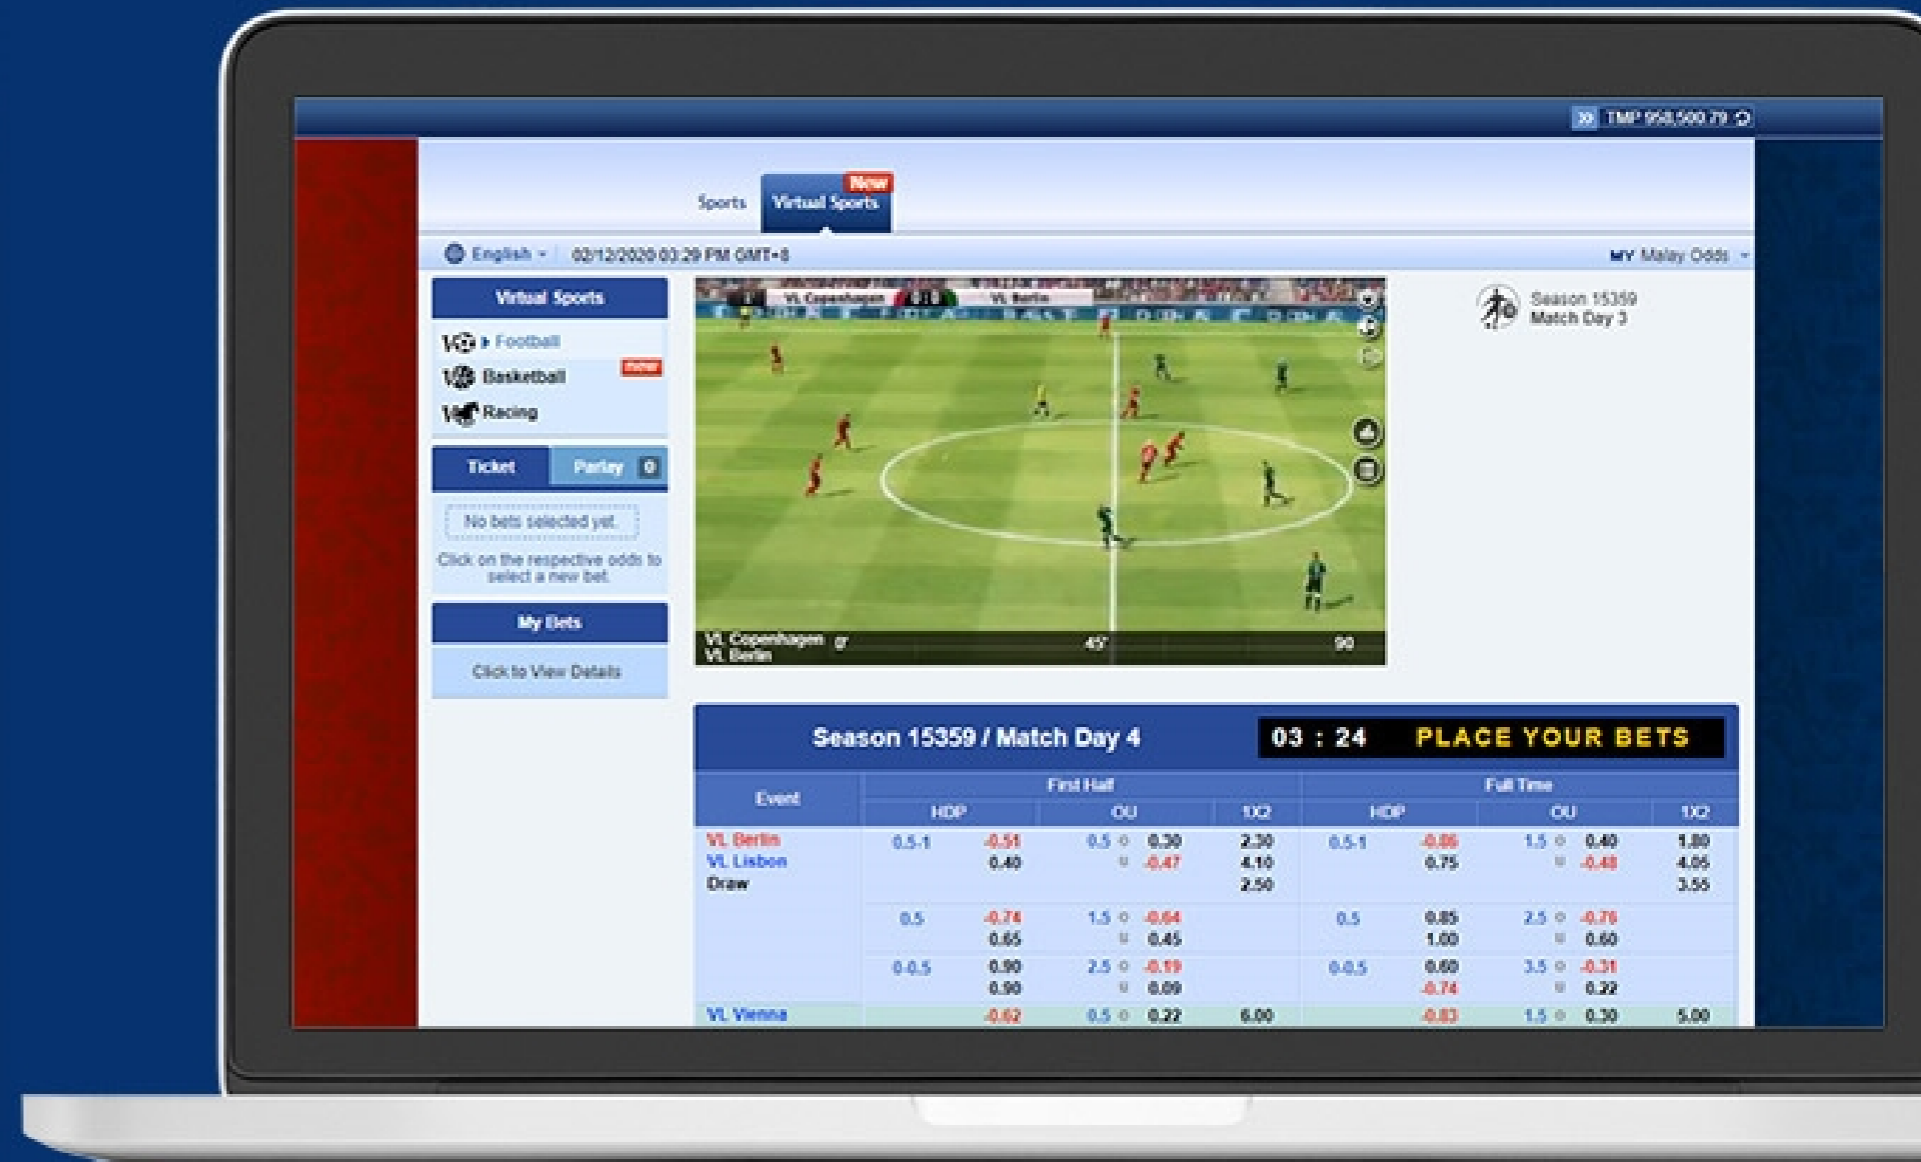 TMP 958,500.79
New
Sports
Virtual Sports
English
02/12/2020 03:29 PM GMT+8
MY Malay Odds
Virtual Sports
Football
Basketball
new
Racing
Ticket
Parlay 0
No bets selected yet.
Click on the respective odds to
select a new bet.
My Bets
Click to View Details
VL Copenhagen 0:0 VL Berlin
VL Copenhagen 0' 45' 90
VL Berlin
Season 15359
Match Day 3
Season 15359 / Match Day 4
03 : 24 PLACE YOUR BETS
Event First Half Full Time
HDP OU 1X2 HDP OU 1X2
VL Berlin 0.5-1 -0.51 0.5 o 0.30 2.30 0.5-1 -0.86 1.5 o 0.40 1.80
VL Lisbon 0.40 u -0.47 4.10 0.75 u -0.48 4.05
Draw 2.50 3.55
0.5 -0.74 1.5 o -0.64 0.5 0.85 2.5 o -0.76
0.65 u 0.45 1.00 u 0.60
0-0.5 0.90 2.5 o -0.19 0-0.5 0.60 3.5 o -0.31
0.90 u 0.09 -0.74 u 0.22
VL Vienna -0.62 0.5 o 0.22 6.00 -0.83 1.5 o 0.30 5.00